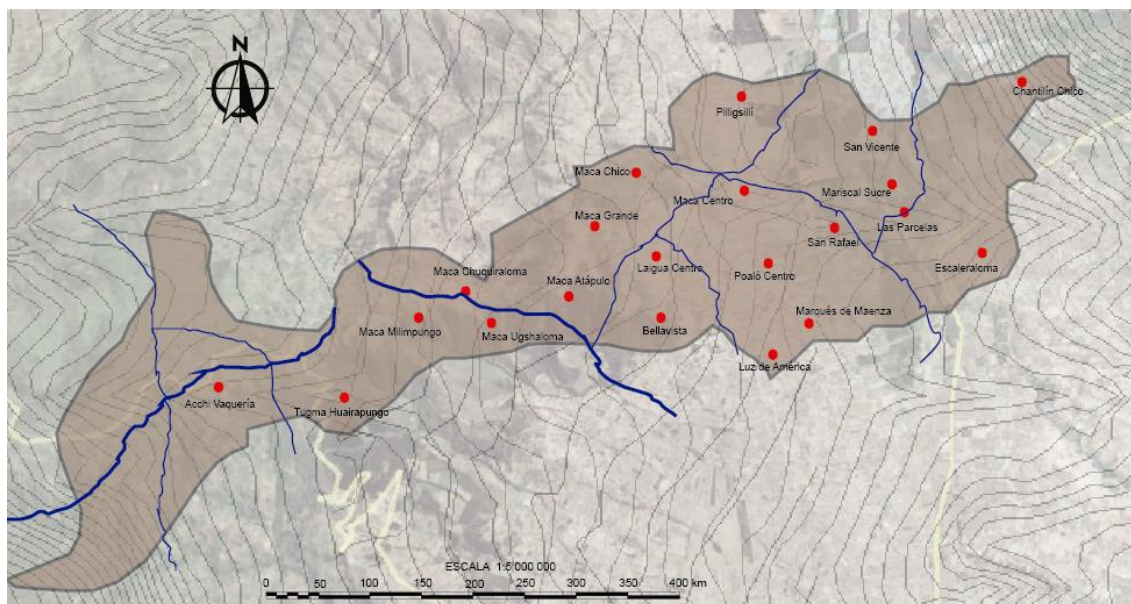 N
Chantilín Chico
Pilligsillí
San Vicente
Maca Chico
Mariscal Sucre
Maca Centro
Maca Grande
Las Parcelas
San Rafael
Escaleraloma
Laigua Centro
Poaló Centro
Maca Chuquiraloma
Maca Atápulo
Maca Milimpungo
Maca Ugshaloma
Bellavista
Marqués de Maenza
Luz de América
Acchi Vaquería
Tugma Huairapungo
ESCALA 1:5 000 000
0 50 100 150 200 250 300 350 400 km